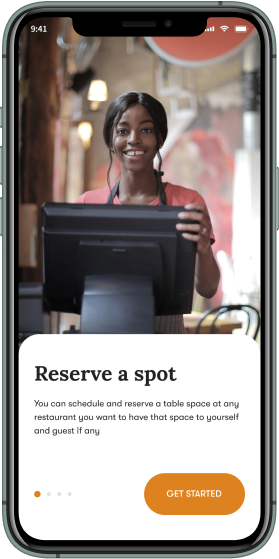 9:41
Reserve a spot
You can schedule and reserve a table space at any
restaurant you want to have that space to yourself
and guest if any
GET STARTED